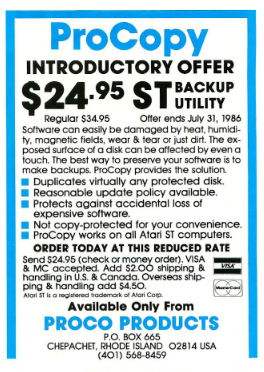 ProCopy
INTRODUCTORY OFFER
$24.95 ST BACKUP UTILITY
Regular $34.95 Offer ends July 31, 1986
Software can easily be damaged by heat, humidi-
ty, magnetic fields, wear & tear or just dirt. The ex-
posed surface of a disk can be affected by even a
touch. The best way to preserve your software is to
make backups. ProCopy provides the solution.
Duplicates virtually any protected disk.
Reasonable update policy available.
Protects against accidental loss of
expensive software.
Not copy-protected for your convenience.
ProCopy works on all Atari ST computers.
ORDER TODAY AT THIS REDUCED RATE
Send $24.95 (check or money order). VISA
& MC accepted. Add $2.00 shipping &
handling in U.S. & Canada. Overseas ship-
ping & handling add $4.50.
Atari ST is a registered trademark of Atari Corp.
VISA
MasterCard
Available Only From
PROCO PRODUCTS
P.O. BOX 665
CHEPACHET, RHODE ISLAND 02814 USA
(401) 568-8459